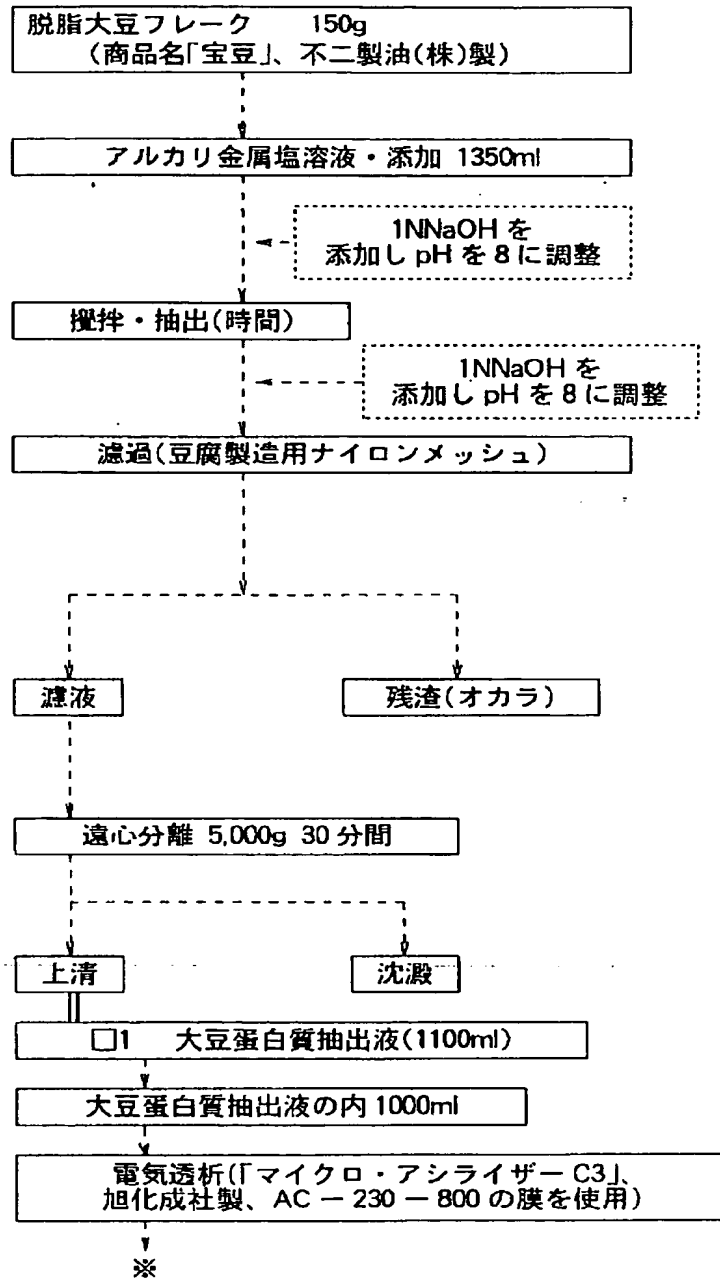 脱脂大豆フレーク 150g
(商品名「宝豆」、不二製油(株)製)
アルカリ金属塩溶液・添加 1350ml
1NNaOH を
添加し pH を 8 に調整
攪拌・抽出(時間)
1NNaOH を
添加し pH を 8 に調整
濾過(豆腐製造用ナイロンメッシュ)
濾液
残渣(オカラ)
遠心分離 5,000g 30 分間
上清
沈澱
□1 大豆蛋白質抽出液(1100ml)
大豆蛋白質抽出液の内 1000ml
電気透析(「マイクロ・アシライザー C3」、
旭化成社製、AC－230－800 の膜を使用)
※